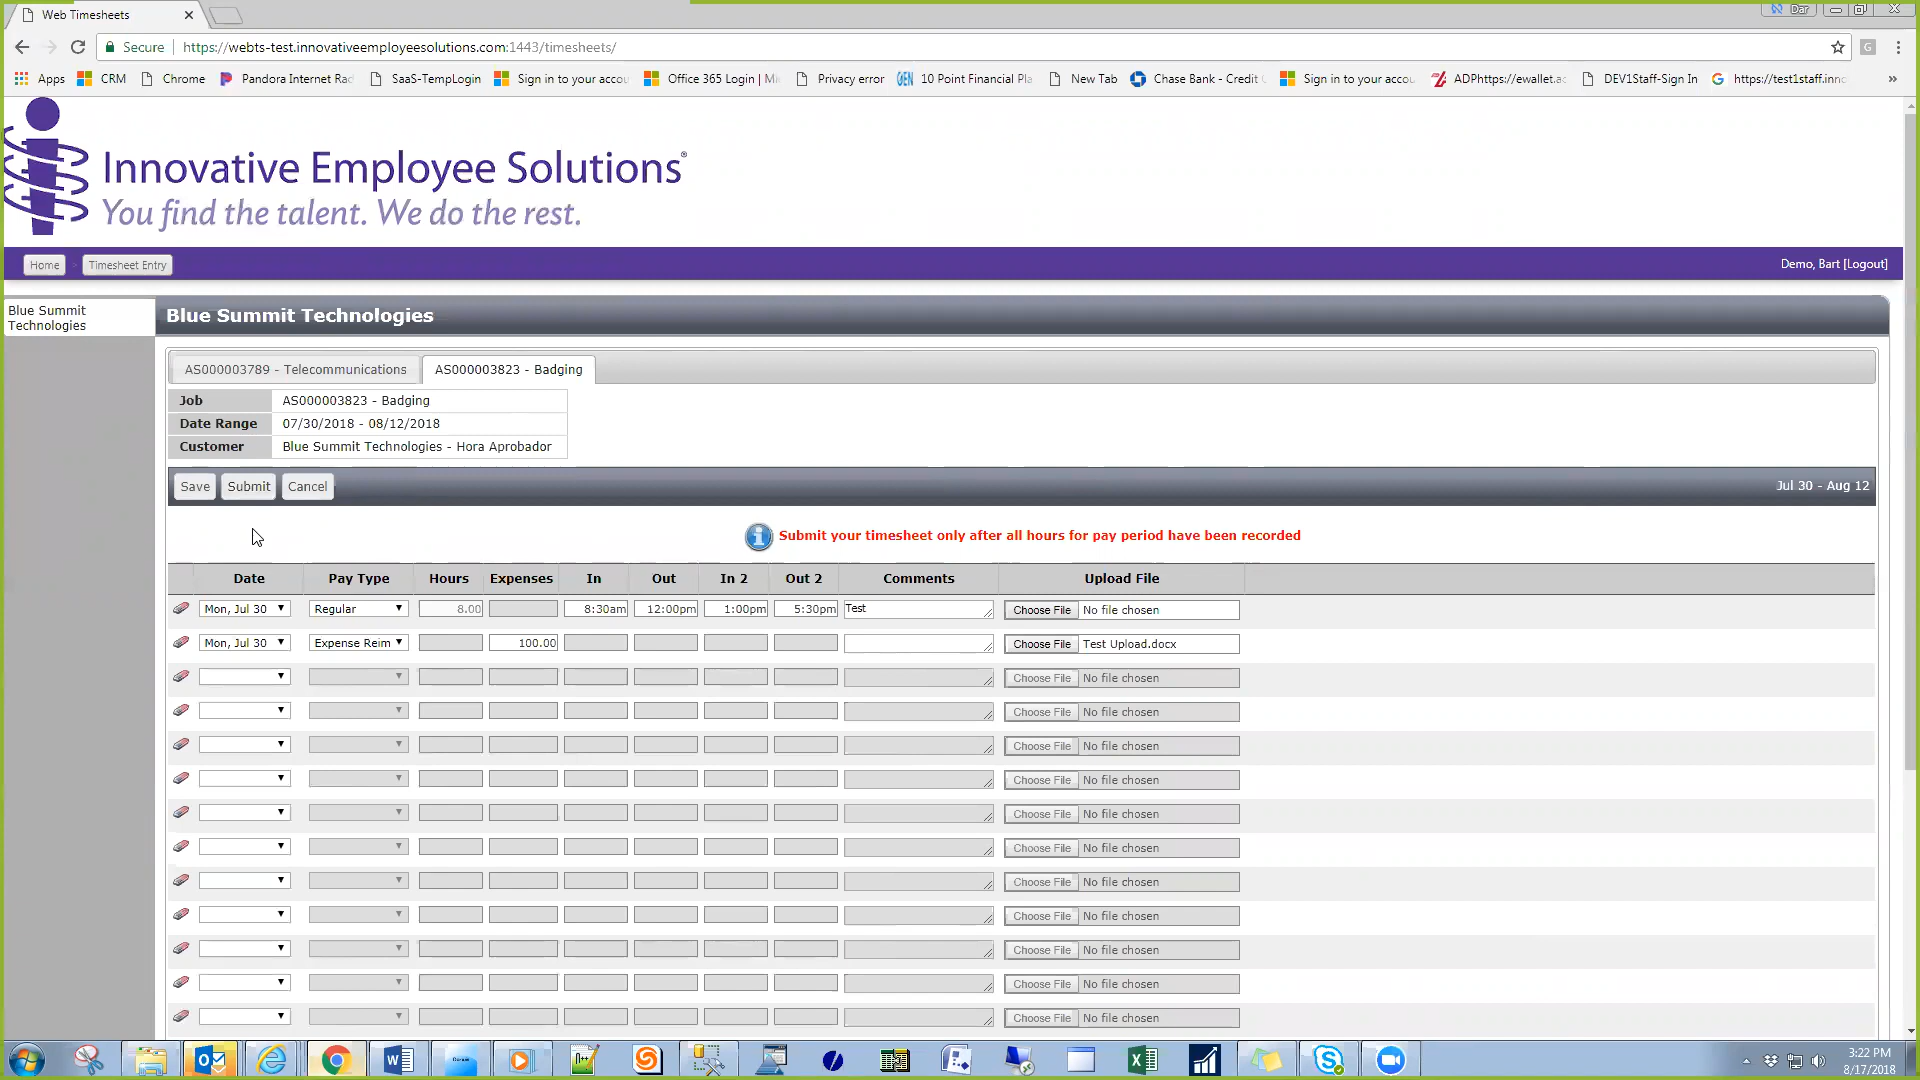 Web Timesheets
Dar
Secure https://webts-test.innovativeemployeesolutions.com:1443/timesheets/
Apps CRM Chrome Pandora Internet Rad SaaS-TempLogin Sign in to your accou Office 365 Login | Mi Privacy error 10 Point Financial Pla New Tab Chase Bank - Credit Sign in to your accou ADPhttps://ewallet.ac DEV1Staff-Sign In https://test1staff.inno
Innovative Employee Solutions®
You find the talent. We do the rest.
Home > Timesheet Entry Demo, Bart [Logout]
Blue Summit Technologies
Blue Summit Technologies
AS000003789 - Telecommunications AS000003823 - Badging
Job AS000003823 - Badging
Date Range 07/30/2018 - 08/12/2018
Customer Blue Summit Technologies - Hora Aprobador
Save Submit Cancel Jul 30 - Aug 12
Submit your timesheet only after all hours for pay period have been recorded
Date Pay Type Hours Expenses In Out In 2 Out 2 Comments Upload File
Mon, Jul 30 Regular 8.00 8:30am 12:00pm 1:00pm 5:30pm Test Choose File No file chosen
Mon, Jul 30 Expense Reim 100.00 Choose File Test Upload.docx
Choose File No file chosen
Choose File No file chosen
Choose File No file chosen
Choose File No file chosen
Choose File No file chosen
Choose File No file chosen
Choose File No file chosen
Choose File No file chosen
Choose File No file chosen
Choose File No file chosen
Choose File No file chosen
3:22 PM
8/17/2018